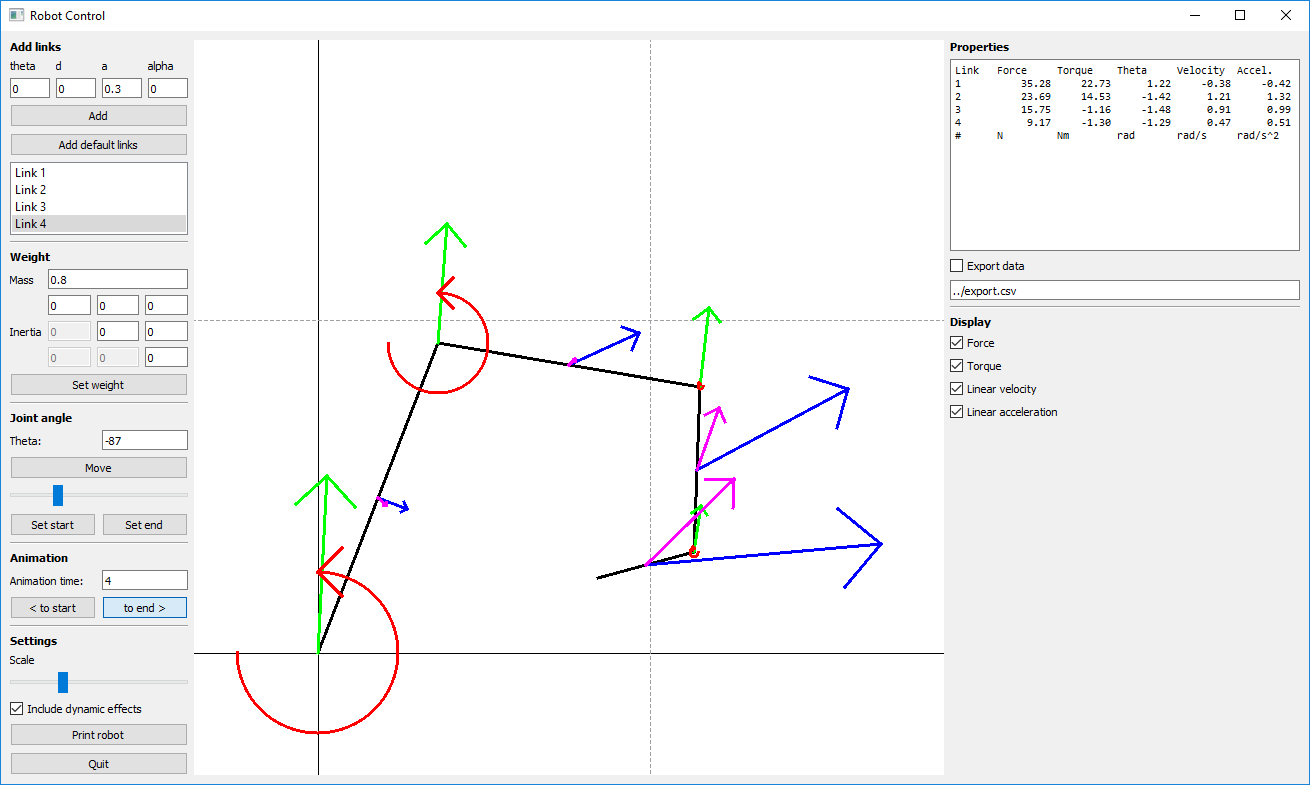 Robot Control
Add links
theta d a alpha
0 0 0.3 0
Add
Add default links
Link 1
Link 2
Link 3
Link 4
Weight
Mass 0.8
0 0 0
Inertia 0 0 0
0 0 0
Set weight
Joint angle
Theta: -87
Move
Set start Set end
Animation
Animation time: 4
< to start to end >
Settings
Scale
Include dynamic effects
Print robot
Quit
Properties
Link Force Torque Theta Velocity Accel.
1 35.28 22.73 1.22 -0.38 -0.42
2 23.69 14.53 -1.42 1.21 1.32
3 15.75 -1.16 -1.48 0.91 0.99
4 9.17 -1.30 -1.29 0.47 0.51
# N Nm rad rad/s rad/s^2
Export data
../export.csv
Display
Force
Torque
Linear velocity
Linear acceleration